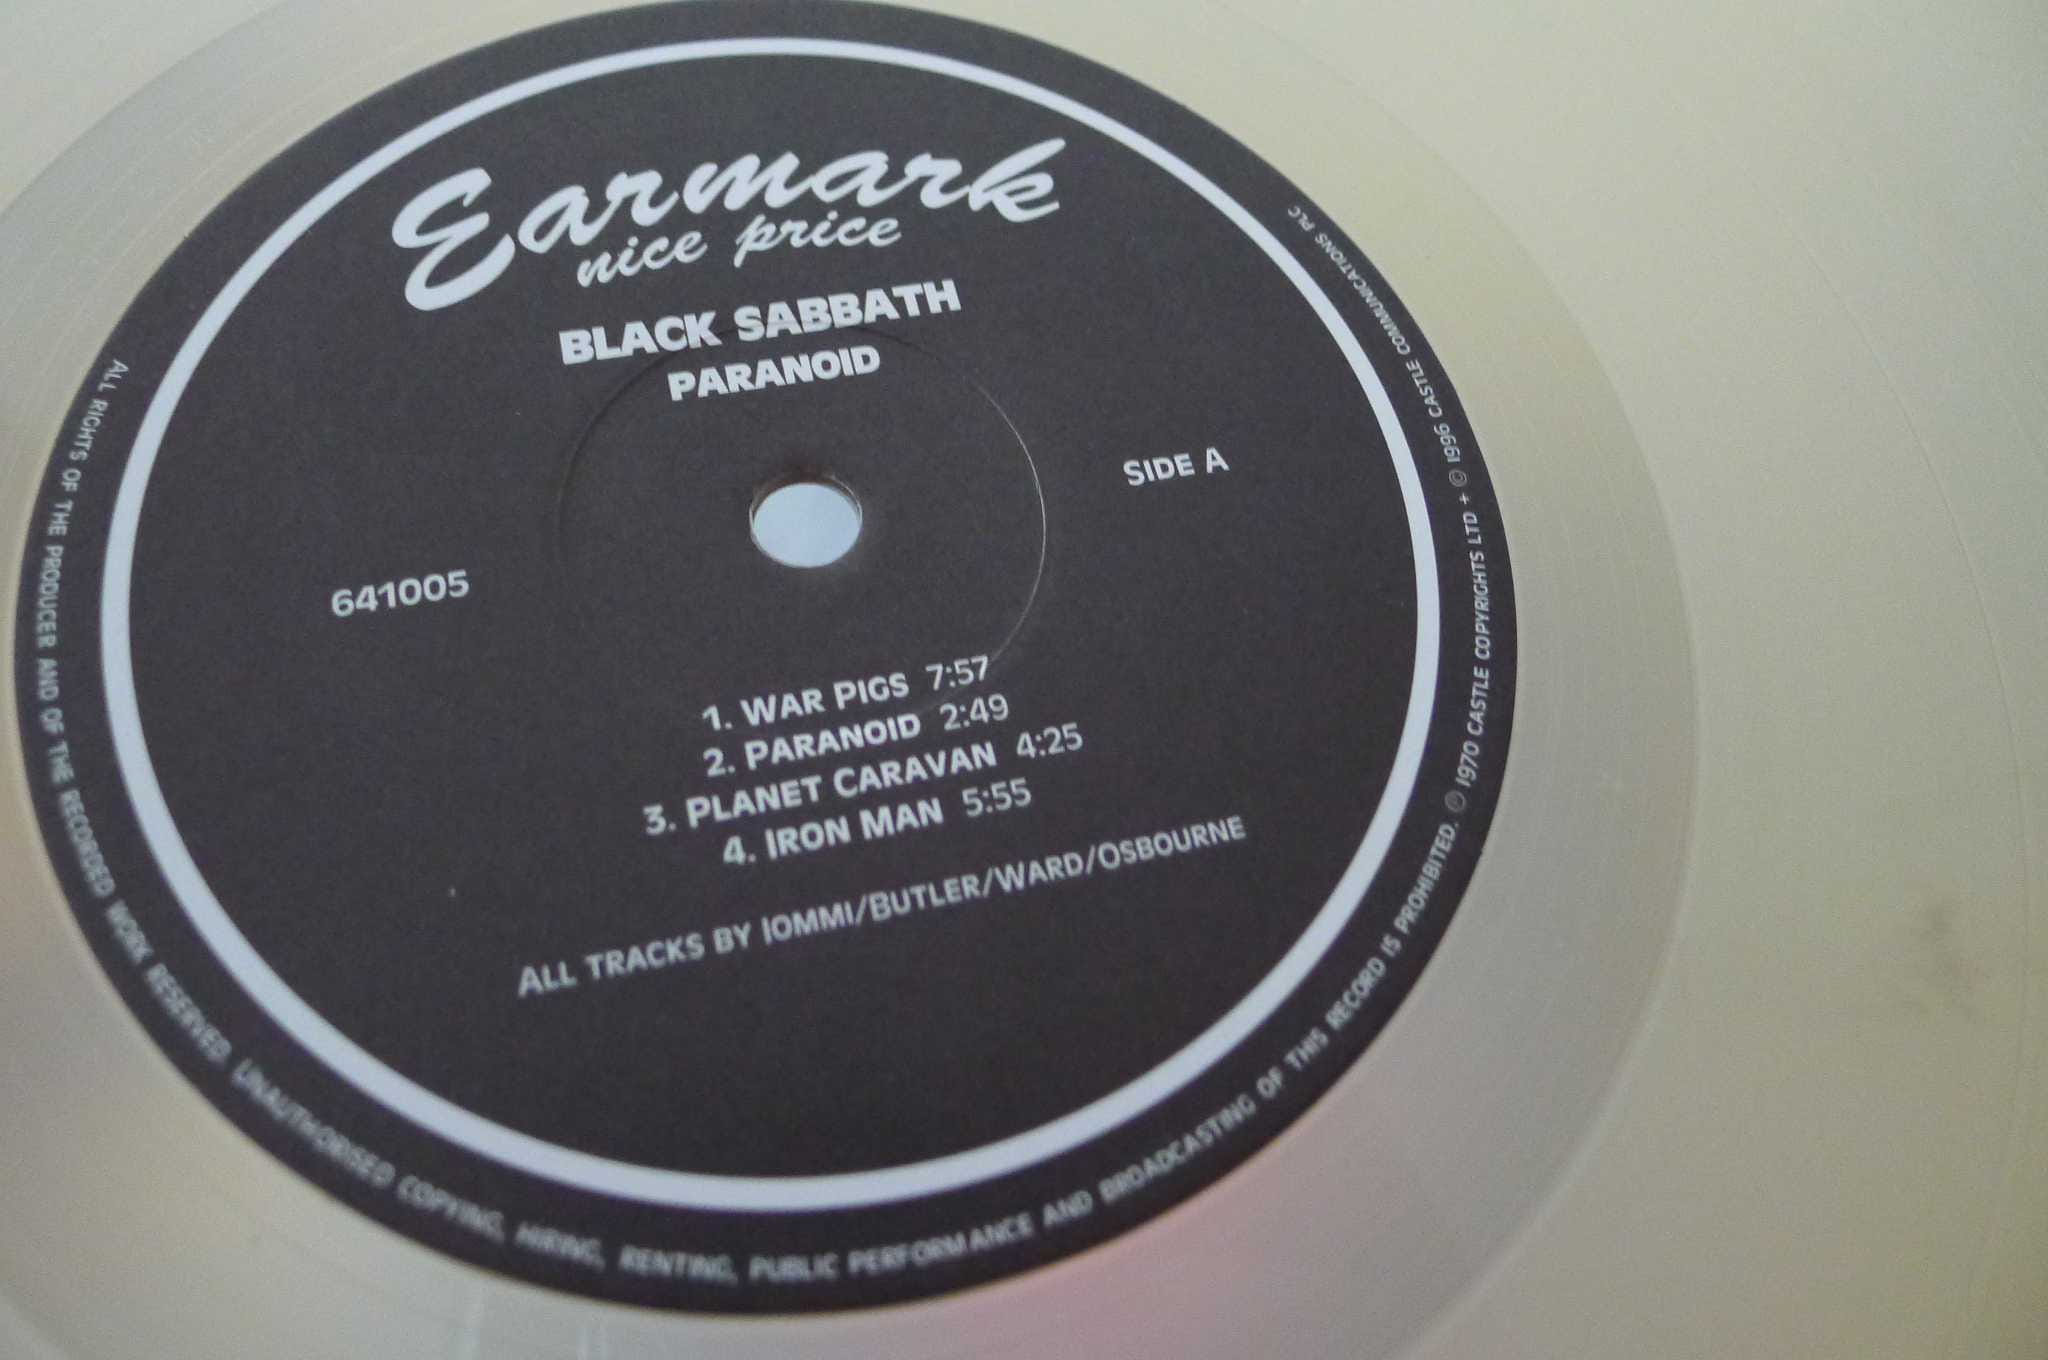 Earmark
nice price
BLACK SABBATH
PARANOID
SIDE A
641005
1. WAR PIGS 7:57
2. PARANOID 2:49
3. PLANET CARAVAN 4:25
4. IRON MAN 5:55
ALL TRACKS BY IOMMI/BUTLER/WARD/OSBOURNE
ALL RIGHTS OF THE PRODUCER AND OF THE RECORDED WORK RESERVED. UNAUTHORISED COPYING, HIRING, RENTING, PUBLIC PERFORMANCE AND BROADCASTING OF THIS RECORD IS PROHIBITED. ℗ 1970 CASTLE COPYRIGHTS LTD + © 1996 CASTLE COMMUNICATIONS PLC